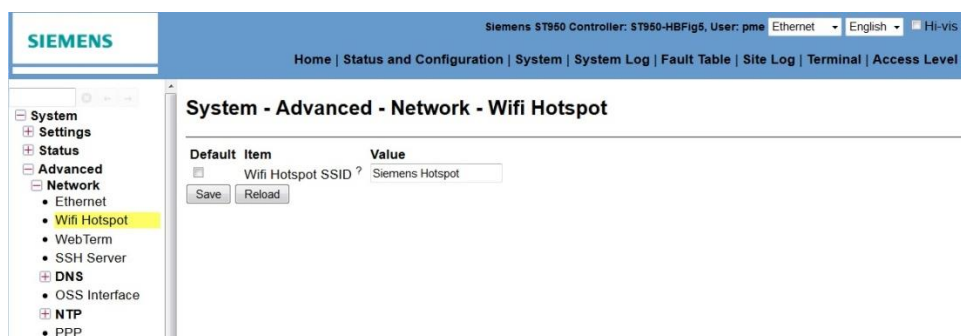 Siemens ST950 Controller: ST950-HBFig5, User: pme Ethernet English Hi-vis
SIEMENS
Home | Status and Configuration | System | System Log | Fault Table | Site Log | Terminal | Access Level
System - Advanced - Network - Wifi Hotspot
System
Settings
Status
Advanced
Network
Ethernet
Wifi Hotspot
WebTerm
SSH Server
DNS
OSS Interface
NTP
PPP
Default Item Value
Wifi Hotspot SSID ? Siemens Hotspot
Save Reload